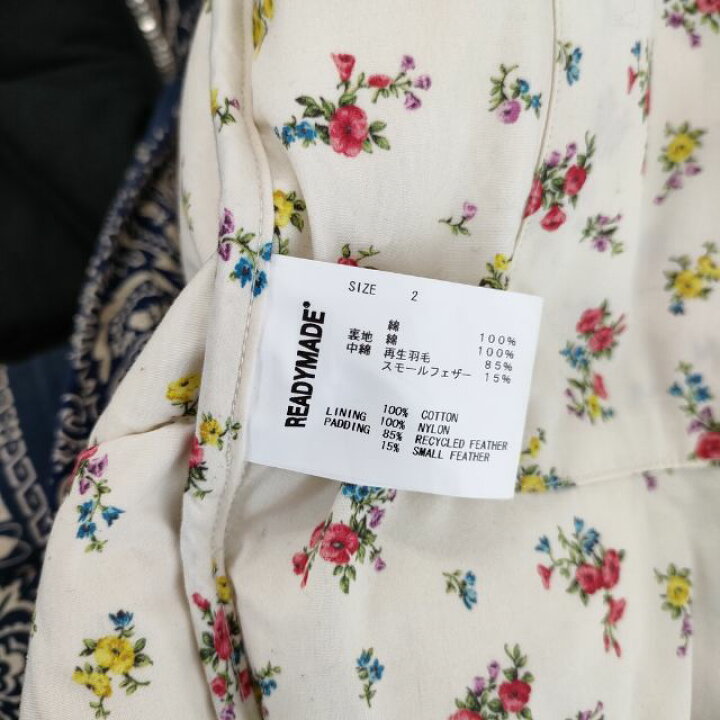 SIZE 2
READYMADE®
綿 100%
裏地 綿 100%
中綿 再生羽毛 85%
スモールフェザー 15%
100% COTTON
LINING 100% NYLON
PADDING 85% RECYCLED FEATHER
15% SMALL FEATHER